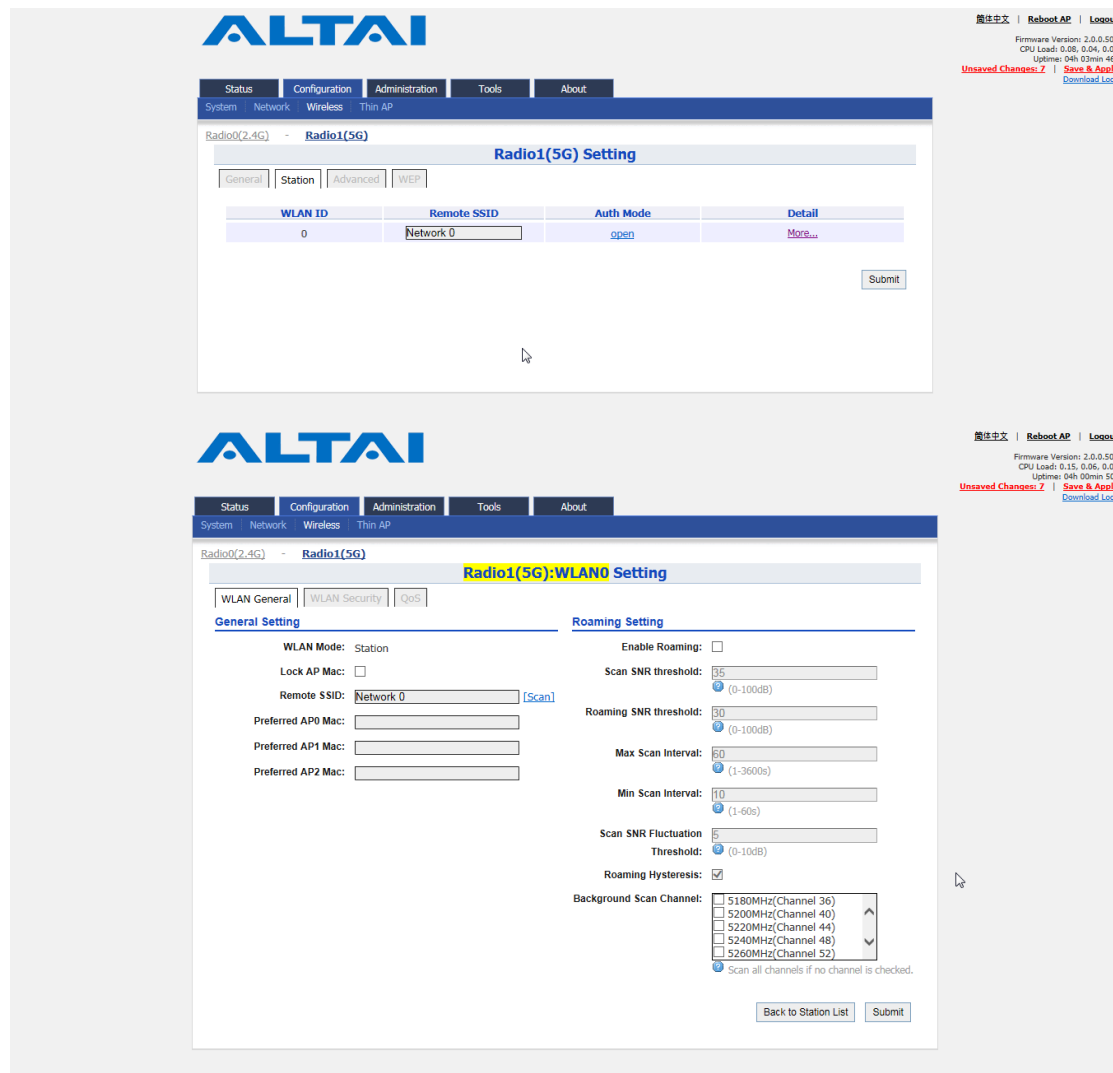 ALTAI
简体中文 | Reboot AP | Logou
Firmware Version: 2.0.0.50
CPU Load: 0.08, 0.04, 0.0
Uptime: 04h 03min 46
Unsaved Changes: 7 | Save & Appl
Download Loc
Status Configuration Administration Tools About
System Network Wireless Thin AP
Radio0(2.4G) - Radio1(5G)
Radio1(5G) Setting
General Station Advanced WEP
WLAN ID Remote SSID Auth Mode Detail
0 Network 0 open More...
Submit
ALTAI
简体中文 | Reboot AP | Logou
Firmware Version: 2.0.0.50
CPU Load: 0.15, 0.06, 0.0
Uptime: 04h 00min 50
Unsaved Changes: 7 | Save & Appl
Download Loc
Status Configuration Administration Tools About
System Network Wireless Thin AP
Radio0(2.4G) - Radio1(5G)
Radio1(5G):WLAN0 Setting
WLAN General WLAN Security QoS
General Setting
WLAN Mode: Station
Lock AP Mac:
Remote SSID: Network 0 [Scan]
Preferred AP0 Mac:
Preferred AP1 Mac:
Preferred AP2 Mac:
Roaming Setting
Enable Roaming:
Scan SNR threshold: 35
(0-100dB)
Roaming SNR threshold: 30
(0-100dB)
Max Scan Interval: 60
(1-3600s)
Min Scan Interval: 10
(1-60s)
Scan SNR Fluctuation 5
Threshold: (0-10dB)
Roaming Hysteresis:
Background Scan Channel: 5180MHz(Channel 36)
5200MHz(Channel 40)
5220MHz(Channel 44)
5240MHz(Channel 48)
5260MHz(Channel 52)
Scan all channels if no channel is checked.
Back to Station List Submit